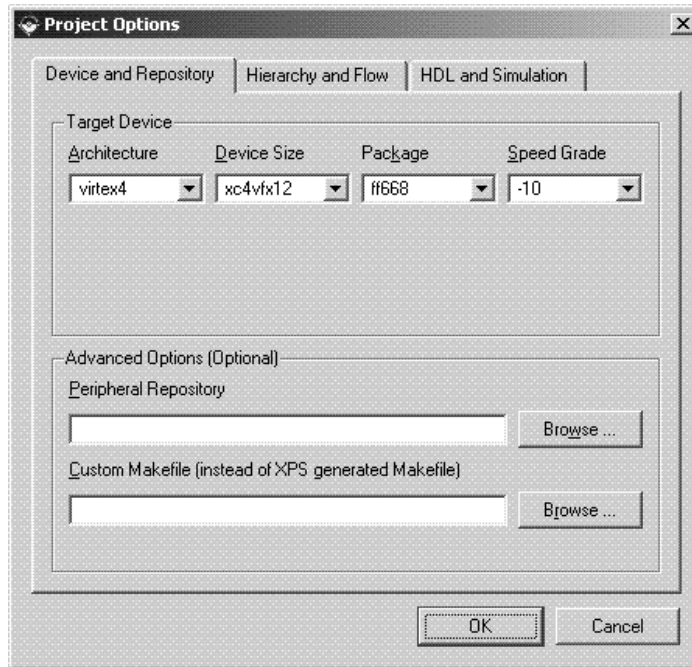 Project Options
Device and Repository Hierarchy and Flow HDL and Simulation
Target Device
Architecture Device Size Package Speed Grade
virtex4 xc4vfx12 ff668 -10
Advanced Options (Optional)
Peripheral Repository
Browse ...
Custom Makefile (instead of XPS generated Makefile)
Browse ...
OK Cancel